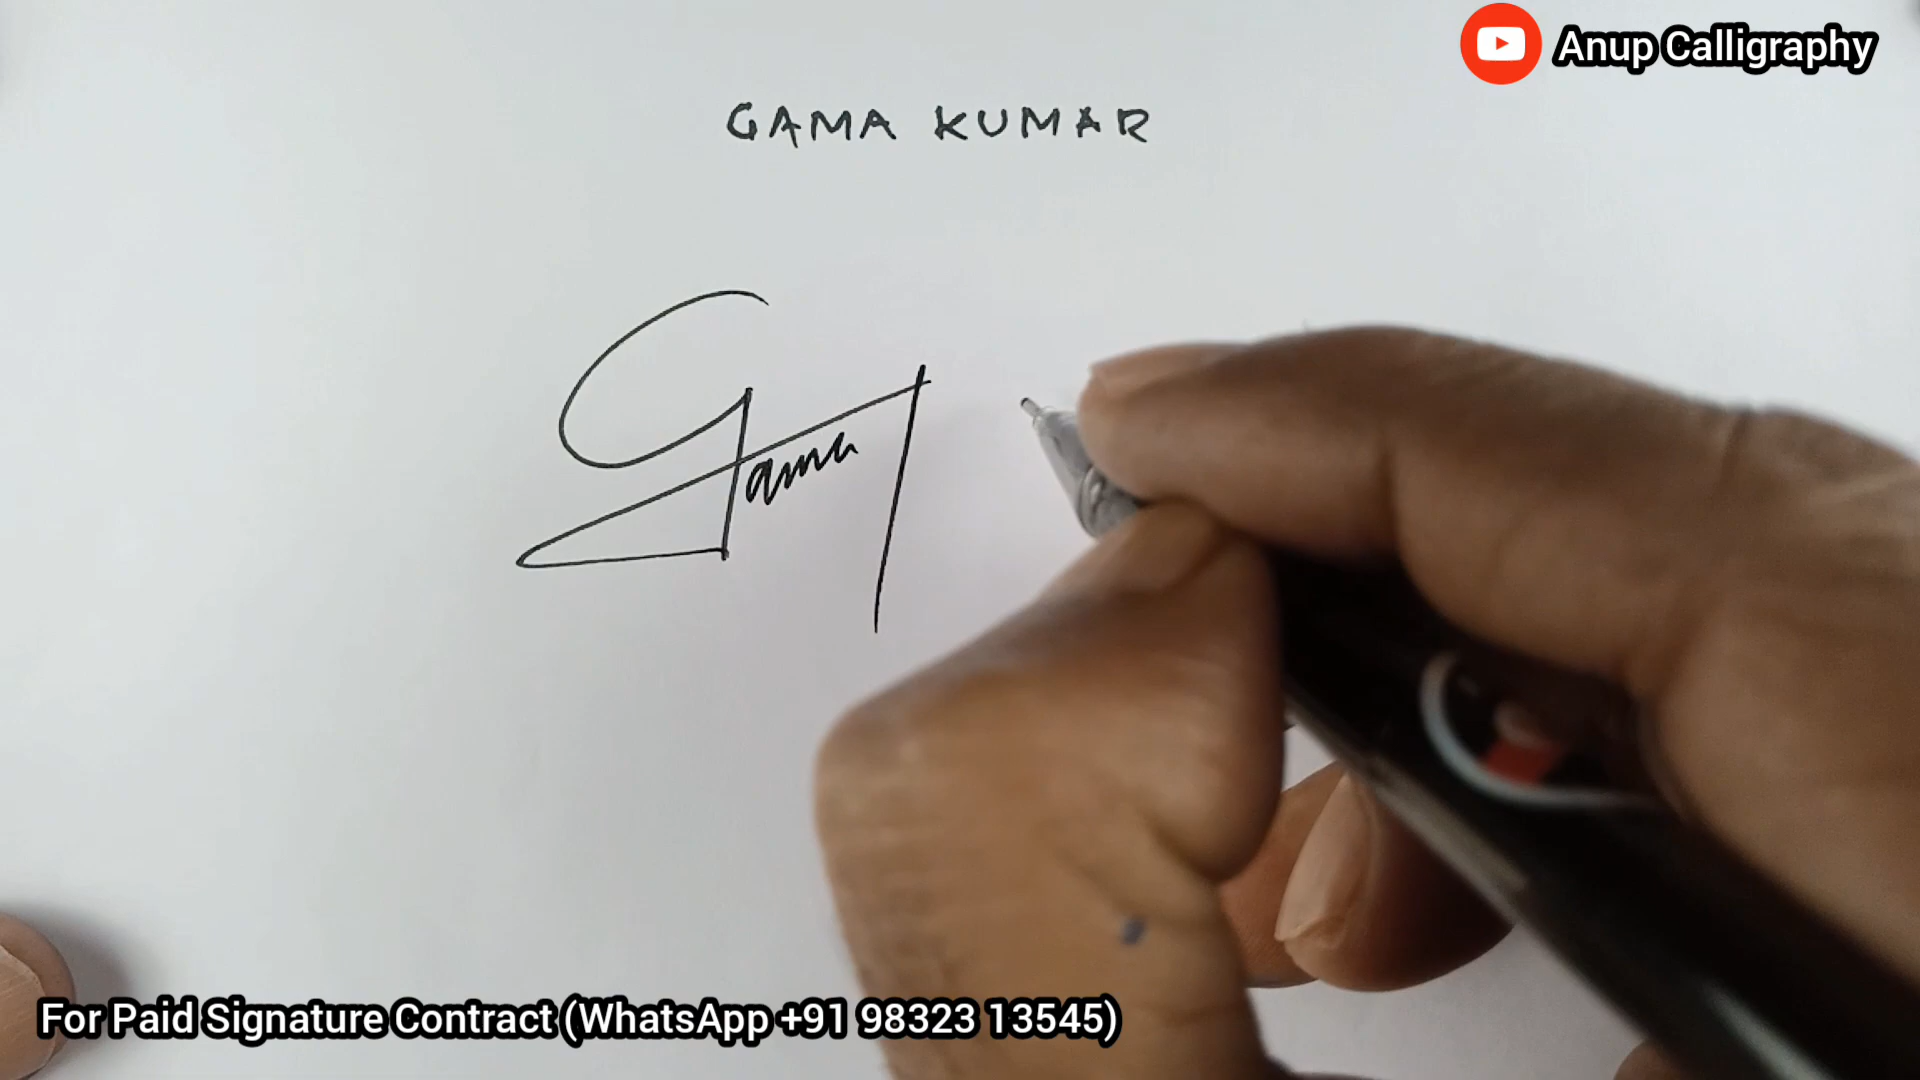 Anup Calligraphy
GAMA KUMAR
Gama
For Paid Signature Contract (WhatsApp +91 98323 13545)